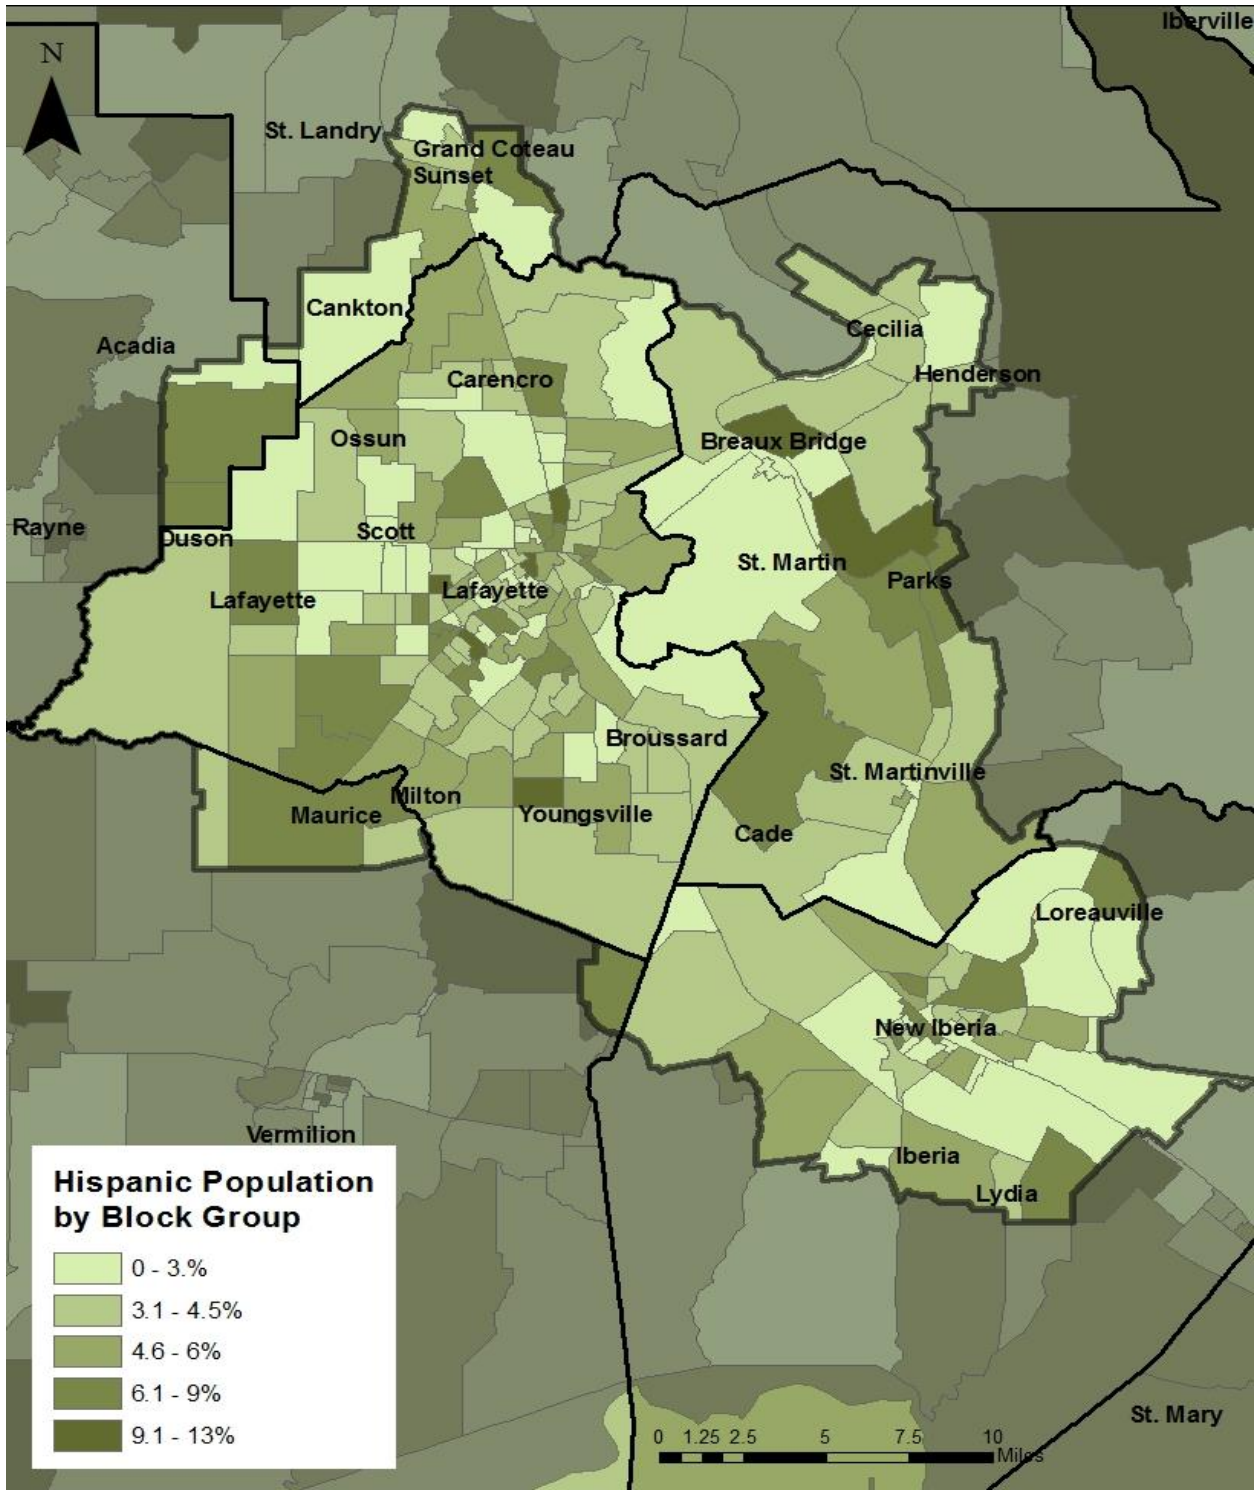 Iberville
N
St. Landry
Grand Coteau
Sunset
Cankton
Cecilia
Acadia
Henderson
Carencro
Ossun
Breaux Bridge
Rayne
Duson
Scott
St. Martin
Parks
Lafayette
Lafayette
Broussard
St. Martinville
Milton
Maurice
Youngsville
Cade
Loreauville
New Iberia
Vermilion
Iberia
Lydia
Hispanic Population
by Block Group
0 - 3.%
3.1 - 4.5%
4.6 - 6%
6.1 - 9%
9.1 - 13%
St. Mary
0 1.25 2.5 5 7.5 10
Miles